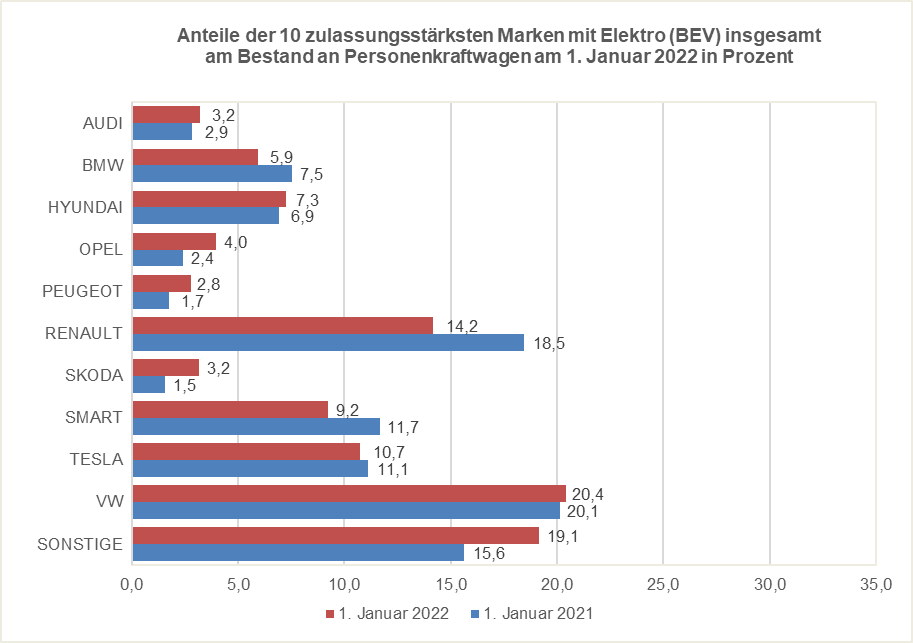 Anteile der 10 zulassungsstärksten Marken mit Elektro (BEV) insgesamt
am Bestand an Personenkraftwagen am 1. Januar 2022 in Prozent
AUDI
3,2
2,9
BMW
5,9
7,5
HYUNDAI
7,3
6,9
OPEL
4,0
2,4
PEUGEOT
2,8
1,7
RENAULT
14,2
18,5
SKODA
3,2
1,5
SMART
9,2
11,7
TESLA
10,7
11,1
VW
20,4
20,1
SONSTIGE
19,1
15,6
0,0 5,0 10,0 15,0 20,0 25,0 30,0 35,0
1. Januar 2022 1. Januar 2021